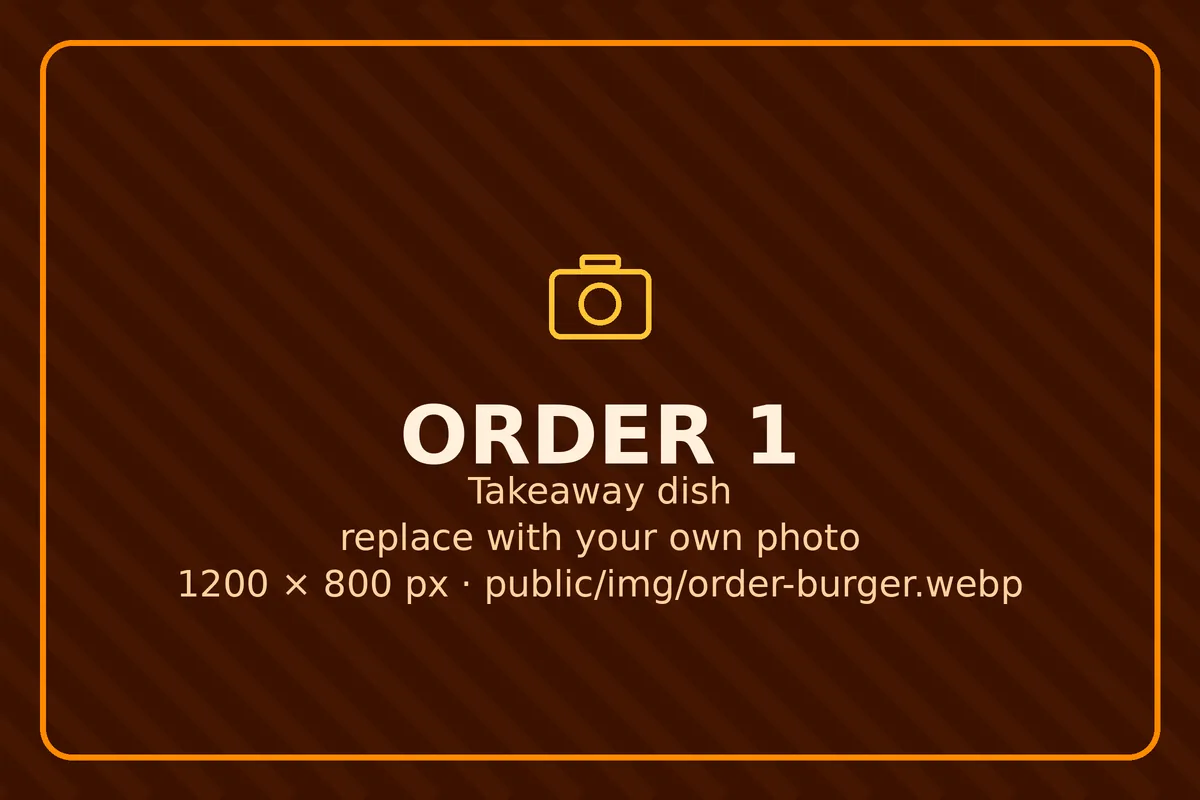 ORDER 1
Takeaway dish
replace with your own photo
1200 × 800 px · public/img/order-burger.webp